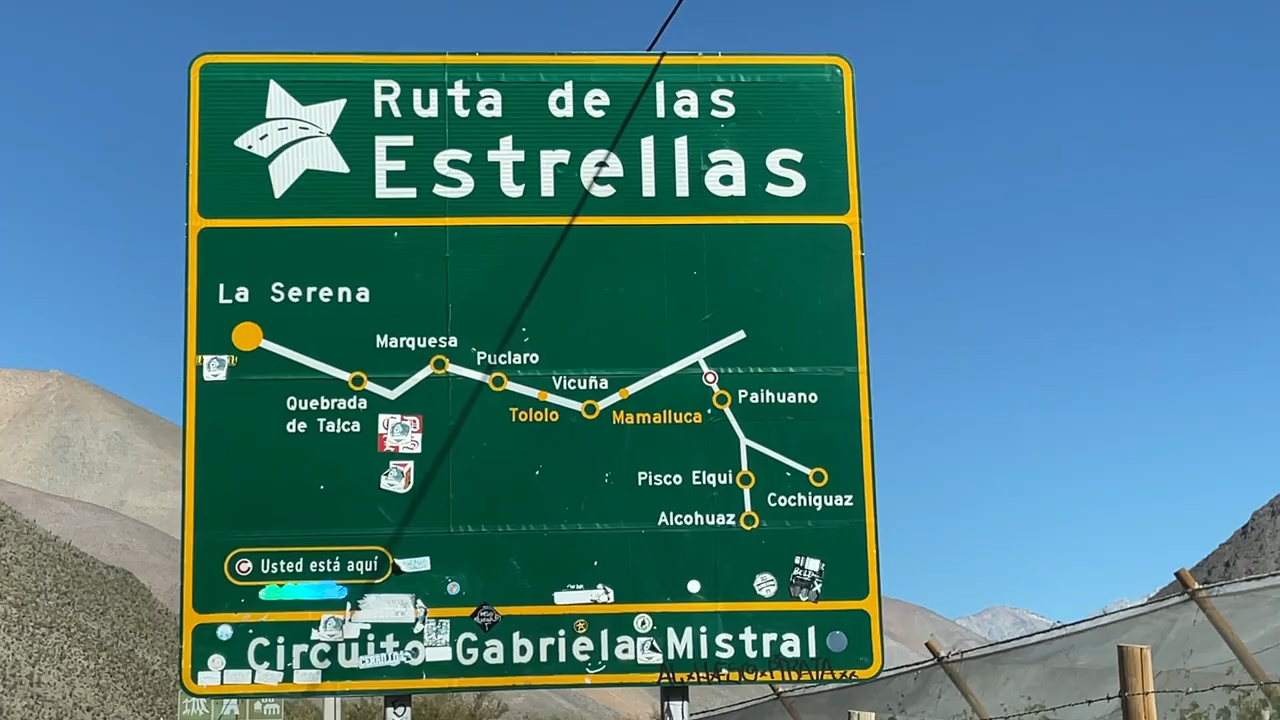 Ruta de las
Estrellas
La Serena
Marquesa
Puclaro
Vicuña
Quebrada
de Talca
Tololo
Mamalluca
Paihuano
Pisco Elqui
Cochiguaz
Alcohuaz
Usted está aquí
Circuito Gabriela Mistral
CERRILLOS